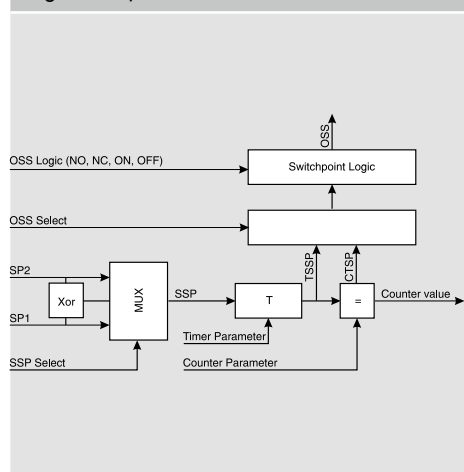 OSS
OSS Logic (NO, NC, ON, OFF)
Switchpoint Logic
OSS Select
TSSP
CTSP
SP2
Xor
MUX
SSP
T
=
Counter value
SP1
Timer Parameter
SSP Select
Counter Parameter